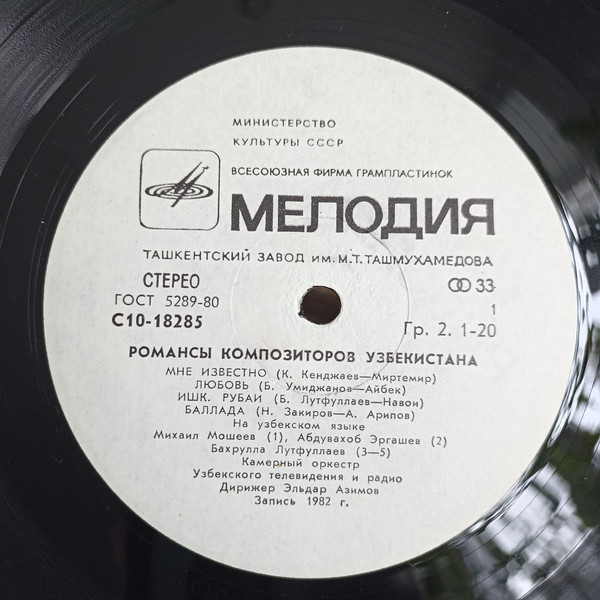 МИНИСТЕРСТВО
КУЛЬТУРЫ СССР
ВСЕСОЮЗНАЯ ФИРМА ГРАМПЛАСТИНОК
МЕЛОДИЯ
ТАШКЕНТСКИЙ ЗАВОД ИМ. М.Т. ТАШМУХАМЕДОВА
СТЕРЕО 33
ГОСТ 5289-80 1
С10-18285 Гр. 2. 1-20
РОМАНСЫ КОМПОЗИТОРОВ УЗБЕКИСТАНА
МНЕ ИЗВЕСТНО (К. Кенджаев—Миртемир)
ЛЮБОВЬ (Б. Умиджанов—Айбек)
ИШК. РУБАИ (Б. Лутфуллаев—Навои)
БАЛЛАДА (Н. Закиров—А. Арипов)
На узбекском языке
Михаил Мошеев (1), Абдувахоб Эргашев (2)
Бахрулла Лутфуллаев (3—5)
Камерный оркестр
Узбекского телевидения и радио
Дирижер Эльдар Азимов
Запись 1982 г.